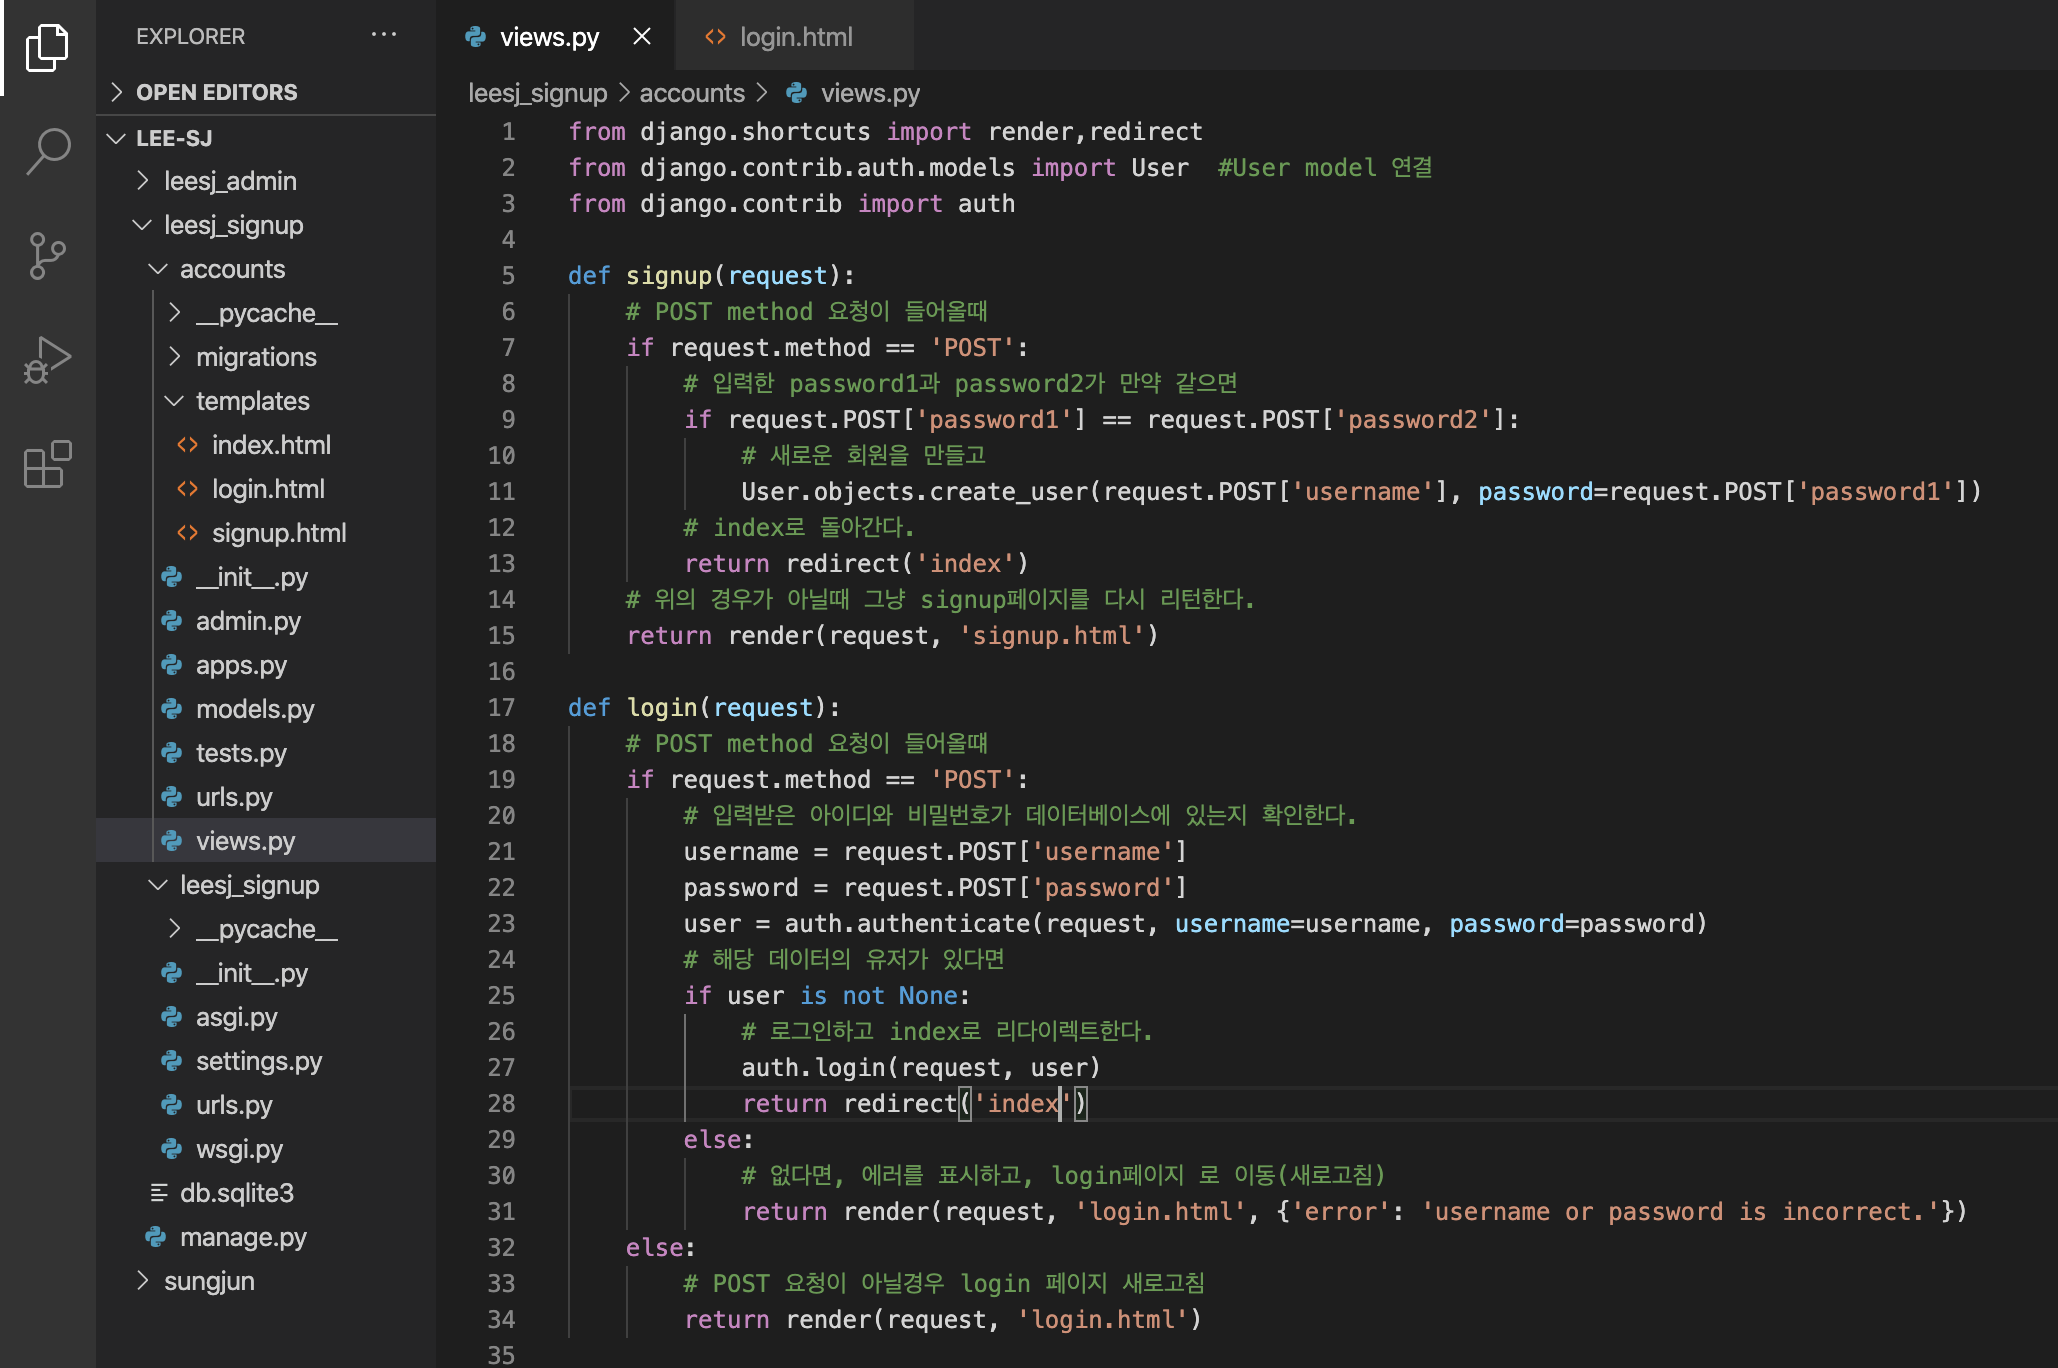 EXPLORER
OPEN EDITORS
LEE-SJ
leesj_admin
leesj_signup
accounts
__pycache__
migrations
templates
index.html
login.html
signup.html
__init__.py
admin.py
apps.py
models.py
tests.py
urls.py
views.py
leesj_signup
__pycache__
__init__.py
asgi.py
settings.py
urls.py
wsgi.py
db.sqlite3
manage.py
sungjun
views.py
login.html
leesj_signup > accounts > views.py
1 from django.shortcuts import render,redirect
2 from django.contrib.auth.models import User  #User model 연결
3 from django.contrib import auth
4
5 def signup(request):
6     # POST method 요청이 들어올때
7     if request.method == 'POST':
8         # 입력한 password1과 password2가 만약 같으면
9         if request.POST['password1'] == request.POST['password2']:
10             # 새로운 회원을 만들고
11             User.objects.create_user(request.POST['username'], password=request.POST['password1'])
12         # index로 돌아간다.
13         return redirect('index')
14     # 위의 경우가 아닐때 그냥 signup페이지를 다시 리턴한다.
15     return render(request, 'signup.html')
16
17 def login(request):
18     # POST method 요청이 들어올떄
19     if request.method == 'POST':
20         # 입력받은 아이디와 비밀번호가 데이터베이스에 있는지 확인한다.
21         username = request.POST['username']
22         password = request.POST['password']
23         user = auth.authenticate(request, username=username, password=password)
24         # 해당 데이터의 유저가 있다면
25         if user is not None:
26             # 로그인하고 index로 리다이렉트한다.
27             auth.login(request, user)
28             return redirect('index')
29         else:
30             # 없다면, 에러를 표시하고, login페이지 로 이동(새로고침)
31             return render(request, 'login.html', {'error': 'username or password is incorrect.'})
32     else:
33         # POST 요청이 아닐경우 login 페이지 새로고침
34         return render(request, 'login.html')
35